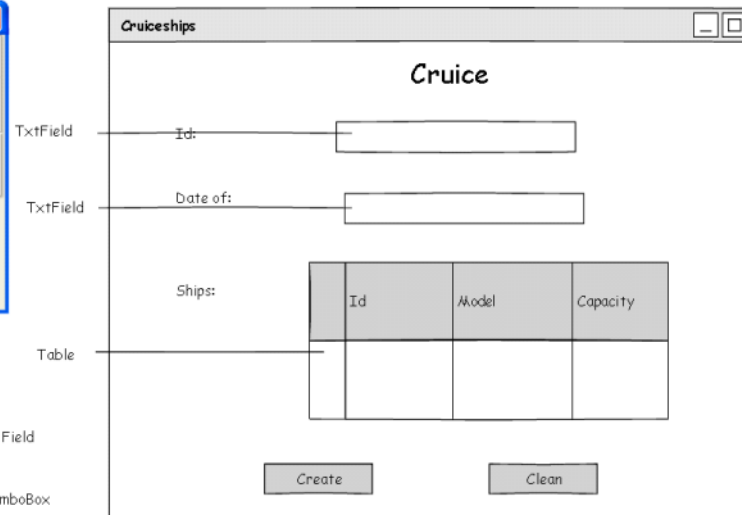 Cruiceships
Cruice
TxtField
Id:
Date of:
TxtField
Ships:
Id Model Capacity
Table
Field
mboBox
Create Clean